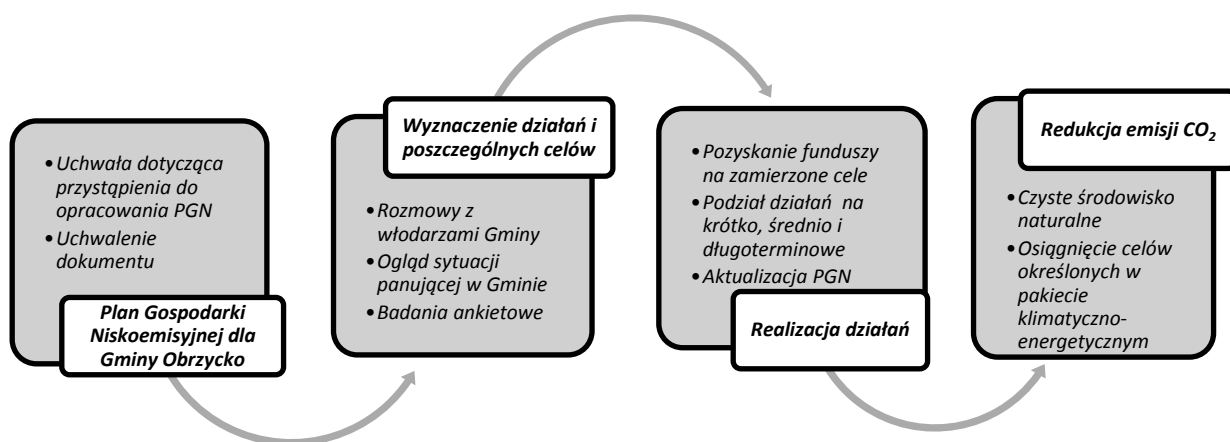 • Uchwała dotycząca
przystąpienia do
opracowania PGN
• Uchwalenie
dokumentu
Plan Gospodarki
Niskoemisyjnej dla
Gminy Obrzycko
Wyznaczenie działań i
poszczególnych celów
• Rozmowy z
włodarzami Gminy
• Ogląd sytuacji
panującej w Gminie
• Badania ankietowe
• Pozyskanie funduszy
na zamierzone cele
• Podział działań na
krótko, średnio i
długoterminowe
• Aktualizacja PGN
Realizacja działań
Redukcja emisji CO₂
• Czyste środowisko
naturalne
• Osiągnięcie celów
określonych w
pakiecie
klimatyczno-
energetycznym